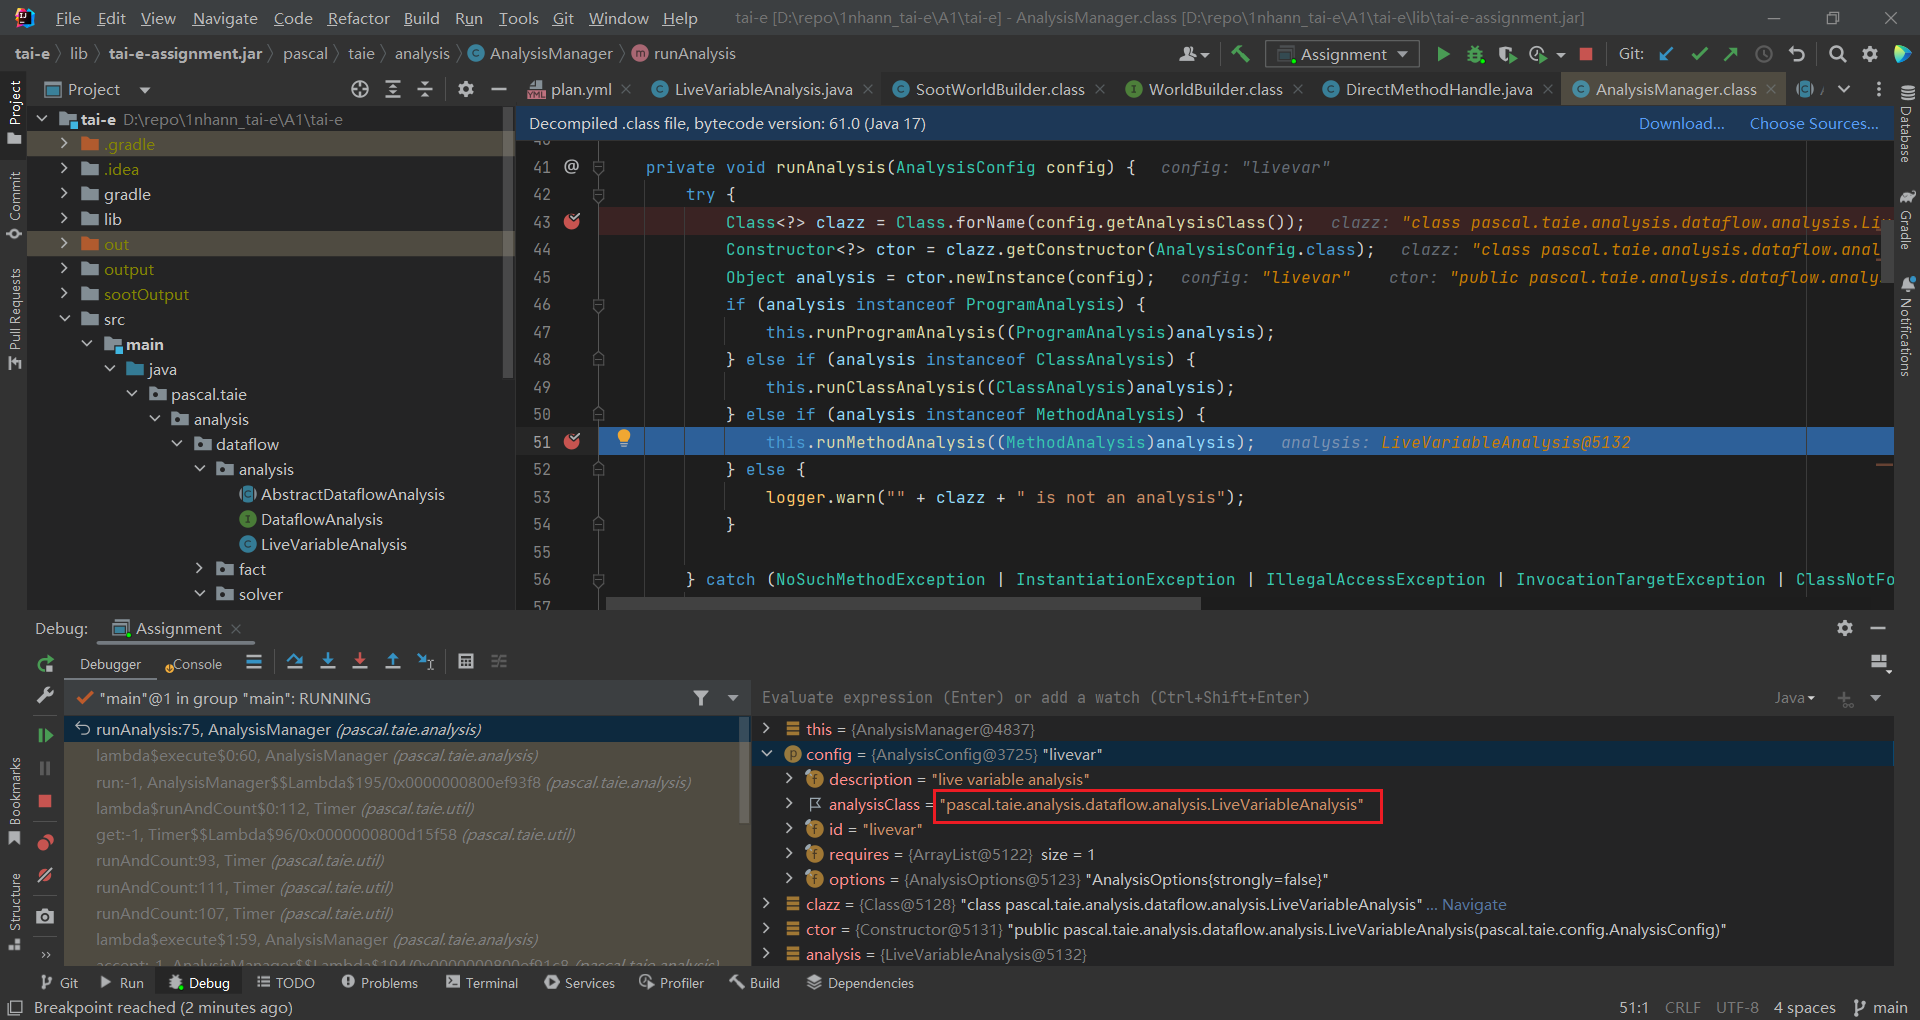 File Edit View Navigate Code Refactor Build Run Tools Git Window Help tai-e [D:\repo\1nhann_tai-e\A1\tai-e] - AnalysisManager.class [D:\repo\1nhann_tai-e\A1\tai-e\lib\tai-e-assignment.jar]
tai-e lib tai-e-assignment.jar pascal taie analysis AnalysisManager runAnalysis Assignment Git:
Project
plan.yml LiveVariableAnalysis.java SootWorldBuilder.class WorldBuilder.class DirectMethodHandle.java AnalysisManager.class
Decompiled .class file, bytecode version: 61.0 (Java 17) Download... Choose Sources...
Project
Commit
Pull Requests
Bookmarks
Structure
Database
Gradle
Notifications
tai-e D:\repo\1nhann_tai-e\A1\tai-e
.gradle
.idea
gradle
lib
out
output
sootOutput
src
main
java
pascal.taie
analysis
dataflow
analysis
AbstractDataflowAnalysis
DataflowAnalysis
LiveVariableAnalysis
fact
solver
41 @ private void runAnalysis(AnalysisConfig config) { config: "livevar"
42 try {
43 Class<?> clazz = Class.forName(config.getAnalysisClass()); clazz: "class pascal.taie.analysis.dataflow.analysis.Li
44 Constructor<?> ctor = clazz.getConstructor(AnalysisConfig.class); clazz: "class pascal.taie.analysis.dataflow.anal
45 Object analysis = ctor.newInstance(config); config: "livevar" ctor: "public pascal.taie.analysis.dataflow.analy
46 if (analysis instanceof ProgramAnalysis) {
47 this.runProgramAnalysis((ProgramAnalysis)analysis);
48 } else if (analysis instanceof ClassAnalysis) {
49 this.runClassAnalysis((ClassAnalysis)analysis);
50 } else if (analysis instanceof MethodAnalysis) {
51 this.runMethodAnalysis((MethodAnalysis)analysis); analysis: LiveVariableAnalysis@5132
52 } else {
53 logger.warn("" + clazz + " is not an analysis");
54 }
55
56 } catch (NoSuchMethodException | InstantiationException | IllegalAccessException | InvocationTargetException | ClassNotFo
57
Debug: Assignment
Debugger Console
"main"@1 in group "main": RUNNING
runAnalysis:75, AnalysisManager (pascal.taie.analysis)
lambda$execute$0:60, AnalysisManager (pascal.taie.analysis)
run:-1, AnalysisManager$$Lambda$195/0x0000000800ef93f8 (pascal.taie.analysis)
lambda$runAndCount$0:112, Timer (pascal.taie.util)
get:-1, Timer$$Lambda$96/0x0000000800d15f58 (pascal.taie.util)
runAndCount:93, Timer (pascal.taie.util)
runAndCount:111, Timer (pascal.taie.util)
runAndCount:107, Timer (pascal.taie.util)
lambda$execute$1:59, AnalysisManager (pascal.taie.analysis)
accept:-1, AnalysisManager$$Lambda$194/0x0000000800ef91c8 (pascal.taie.analysis)
Evaluate expression (Enter) or add a watch (Ctrl+Shift+Enter) Java
this = {AnalysisManager@4837}
config = {AnalysisConfig@3725} "livevar"
description = "live variable analysis"
analysisClass = "pascal.taie.analysis.dataflow.analysis.LiveVariableAnalysis"
id = "livevar"
requires = {ArrayList@5122} size = 1
options = {AnalysisOptions@5123} "AnalysisOptions{strongly=false}"
clazz = {Class@5128} "class pascal.taie.analysis.dataflow.analysis.LiveVariableAnalysis" ... Navigate
ctor = {Constructor@5131} "public pascal.taie.analysis.dataflow.analysis.LiveVariableAnalysis(pascal.taie.config.AnalysisConfig)"
analysis = {LiveVariableAnalysis@5132}
Git Run Debug TODO Problems Terminal Services Profiler Build Dependencies
Breakpoint reached (2 minutes ago) 51:1 CRLF UTF-8 4 spaces main